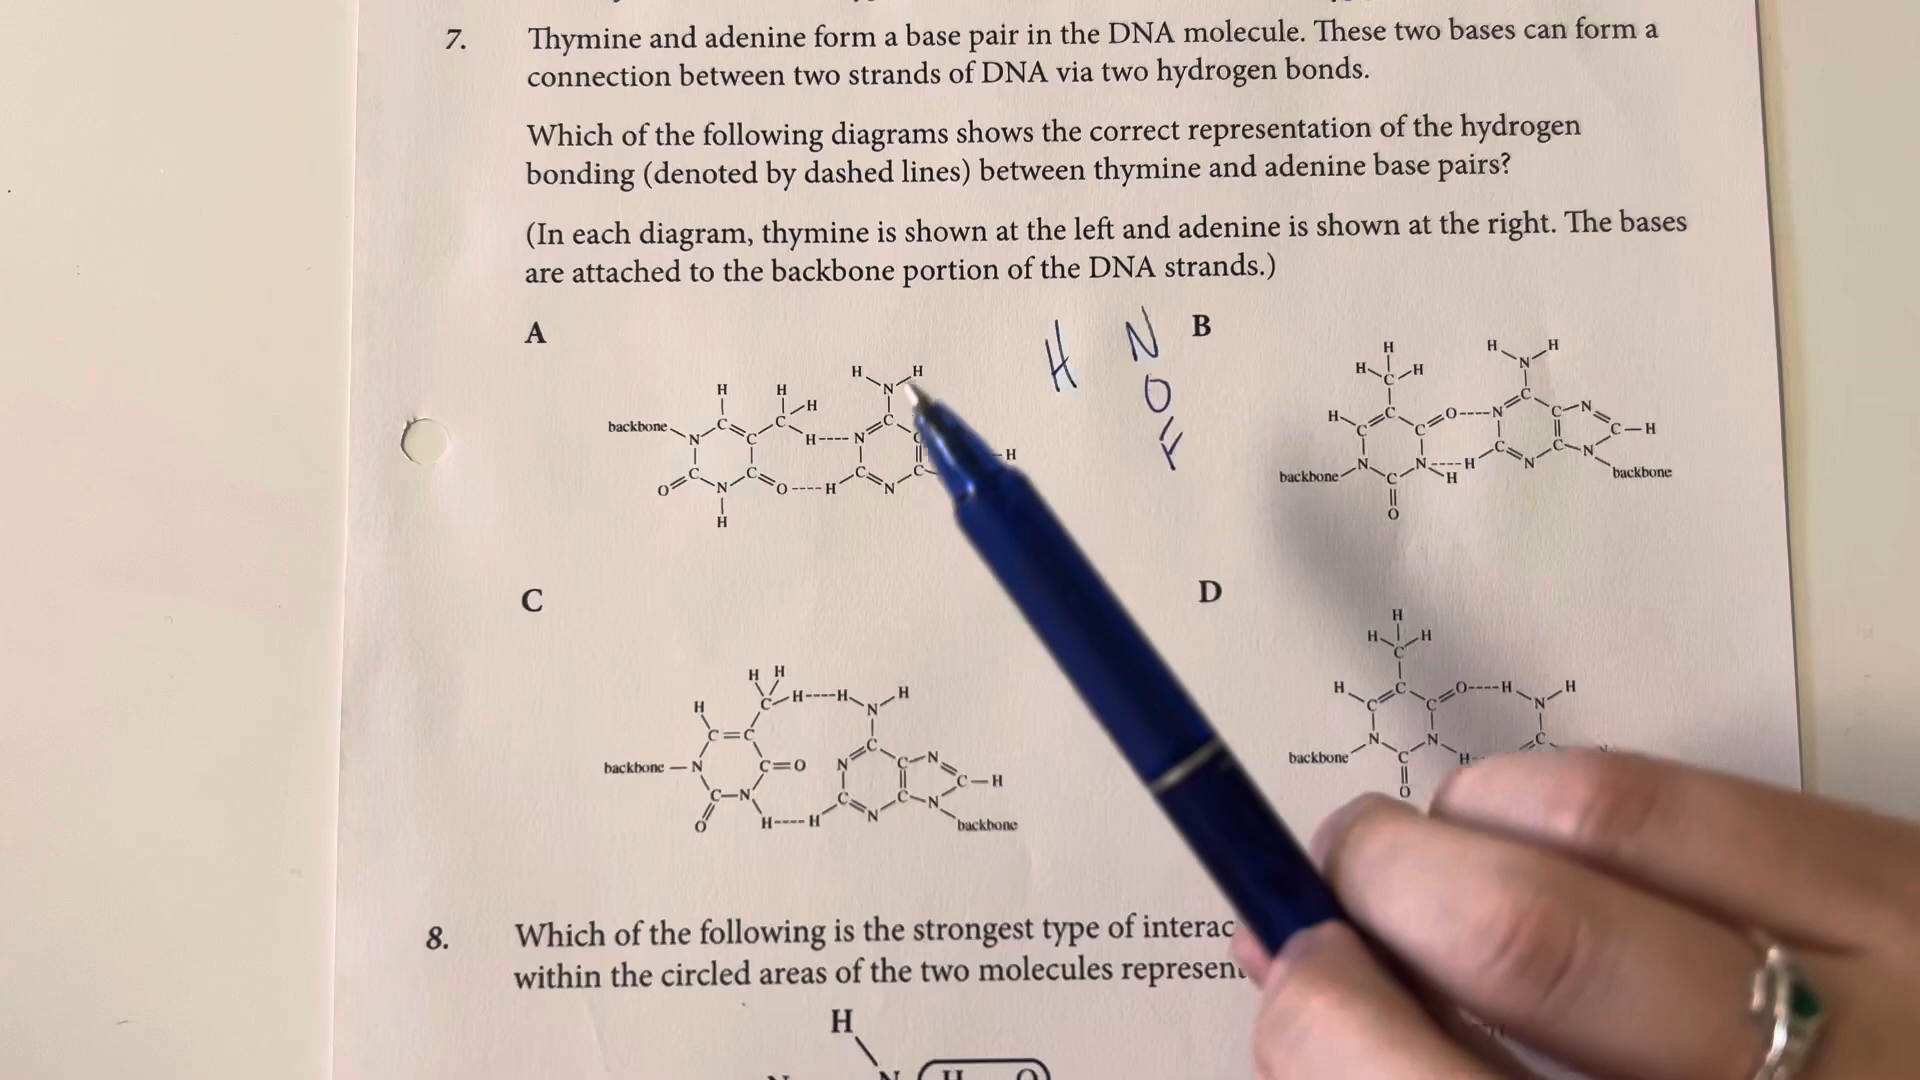 7. Thymine and adenine form a base pair in the DNA molecule. These two bases can form a
connection between two strands of DNA via two hydrogen bonds.
Which of the following diagrams shows the correct representation of the hydrogen
bonding (denoted by dashed lines) between thymine and adenine base pairs?
(In each diagram, thymine is shown at the left and adenine is shown at the right. The bases
are attached to the backbone portion of the DNA strands.)
A
H H H H
H
backbone N C C C H N C
C N C O H C N C H
O
H
H N
O
F
B
H
H C H H H
N
H C C O N C C N
C C C H
backbone N C N H C N C N backbone
H
O
C
H H
H C H H H
N
C C
backbone N C O N C C N
C H
C N C N C N
O H H backbone
D
H
H H
C
H C O H H
C C N
N N C
backbone C H
O
8. Which of the following is the strongest type of
within the circled areas of the two molecules
H
N H O